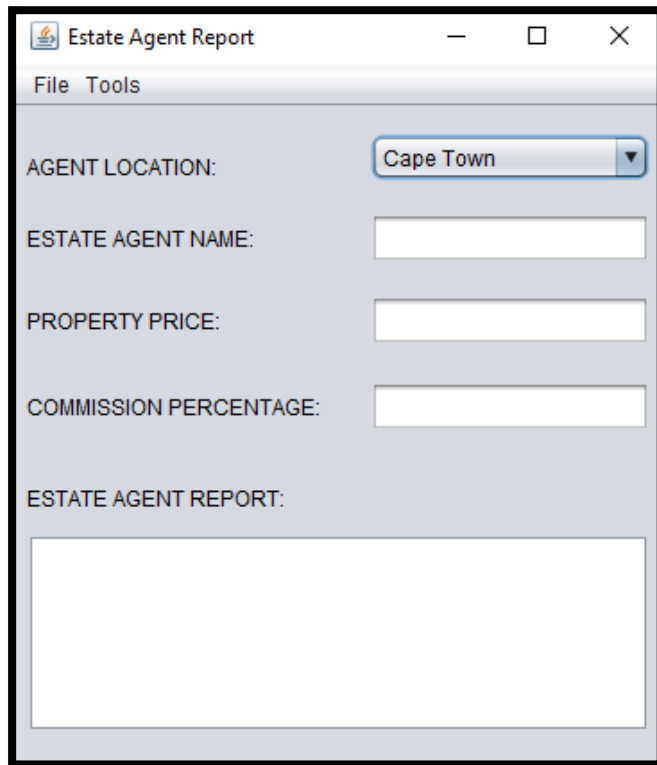 Estate Agent Report
File Tools
AGENT LOCATION:
Cape Town
ESTATE AGENT NAME:
PROPERTY PRICE:
COMMISSION PERCENTAGE:
ESTATE AGENT REPORT: